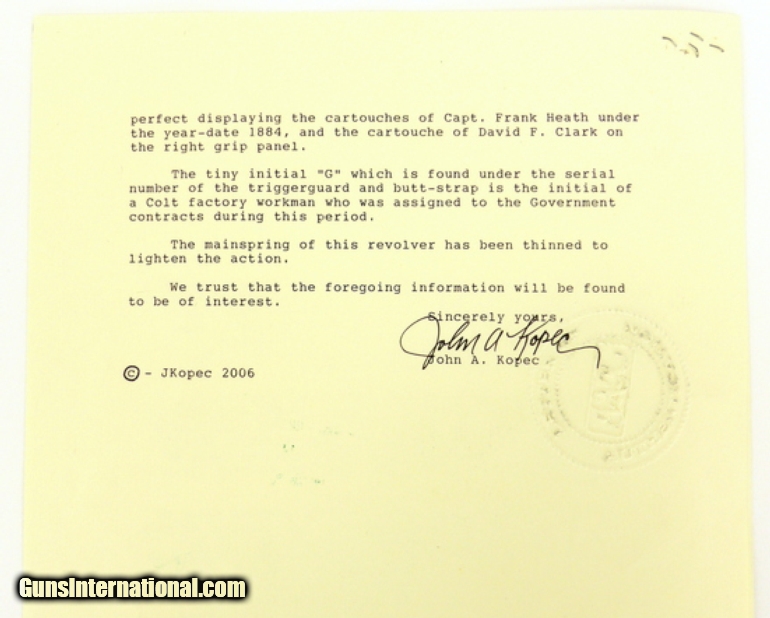 perfect displaying the cartouches of Capt. Frank Heath under
the year-date 1884, and the cartouche of David F. Clark on
the right grip panel.
The tiny initial "G" which is found under the serial
number of the triggerguard and butt-strap is the initial of
a Colt factory workman who was assigned to the Government
contracts during this period.
The mainspring of this revolver has been thinned to
lighten the action.
We trust that the foregoing information will be found
to be of interest.
Sincerely yours,
John A Kopec
John A. Kopec
© - JKopec 2006
GunsInternational.com